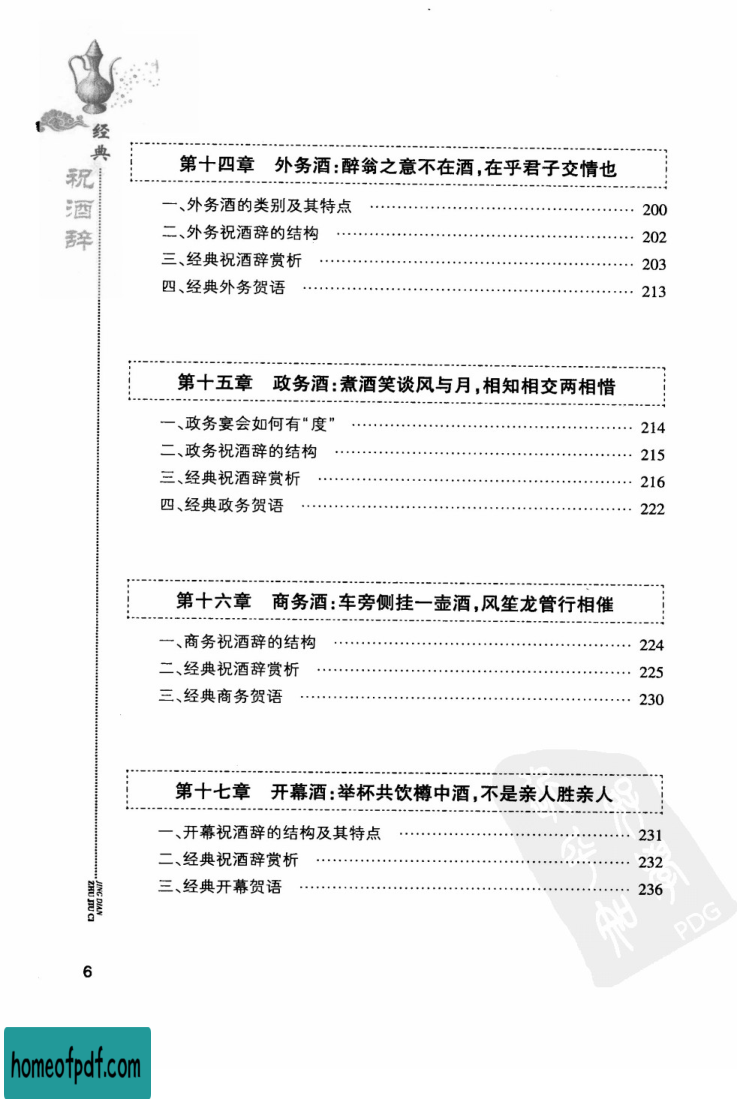 经典
祝酒辞
第十四章 外务酒:醉翁之意不在酒,在乎君子交情也
一、外务酒的类别及其特点 ………………………………… 200
二、外务祝酒辞的结构 ………………………………… 202
三、经典祝酒辞赏析 ………………………………… 203
四、经典外务贺语 ………………………………… 213
第十五章 政务酒:煮酒笑谈风与月,相知相交两相惜
一、政务宴会如何有“度” ………………………………… 214
二、政务祝酒辞的结构 ………………………………… 215
三、经典祝酒辞赏析 ………………………………… 216
四、经典政务贺语 ………………………………… 222
第十六章 商务酒:车旁侧挂一壶酒,风笙龙管行相催
一、商务祝酒辞的结构 ………………………………… 224
二、经典祝酒辞赏析 ………………………………… 225
三、经典商务贺语 ………………………………… 230
第十七章 开幕酒:举杯共饮樽中酒,不是亲人胜亲人
一、开幕祝酒辞的结构及其特点 ………………………………… 231
二、经典祝酒辞赏析 ………………………………… 232
三、经典开幕贺语 ………………………………… 236
JING DIAN
ZHU JIU CI
PDG
6
homeofpdf.com